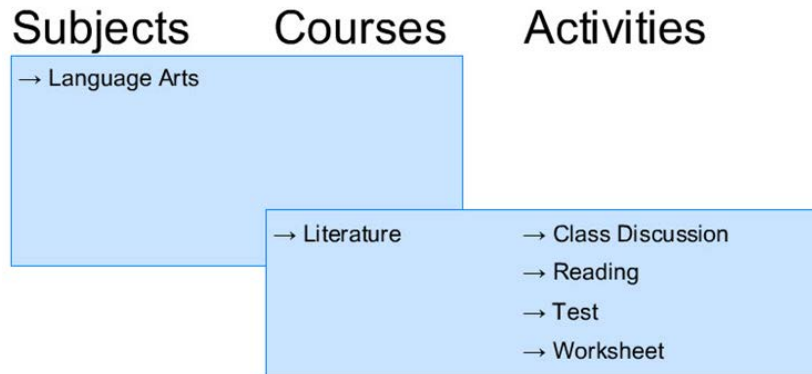 Subjects Courses Activities
→ Language Arts
→ Literature → Class Discussion
→ Reading
→ Test
→ Worksheet